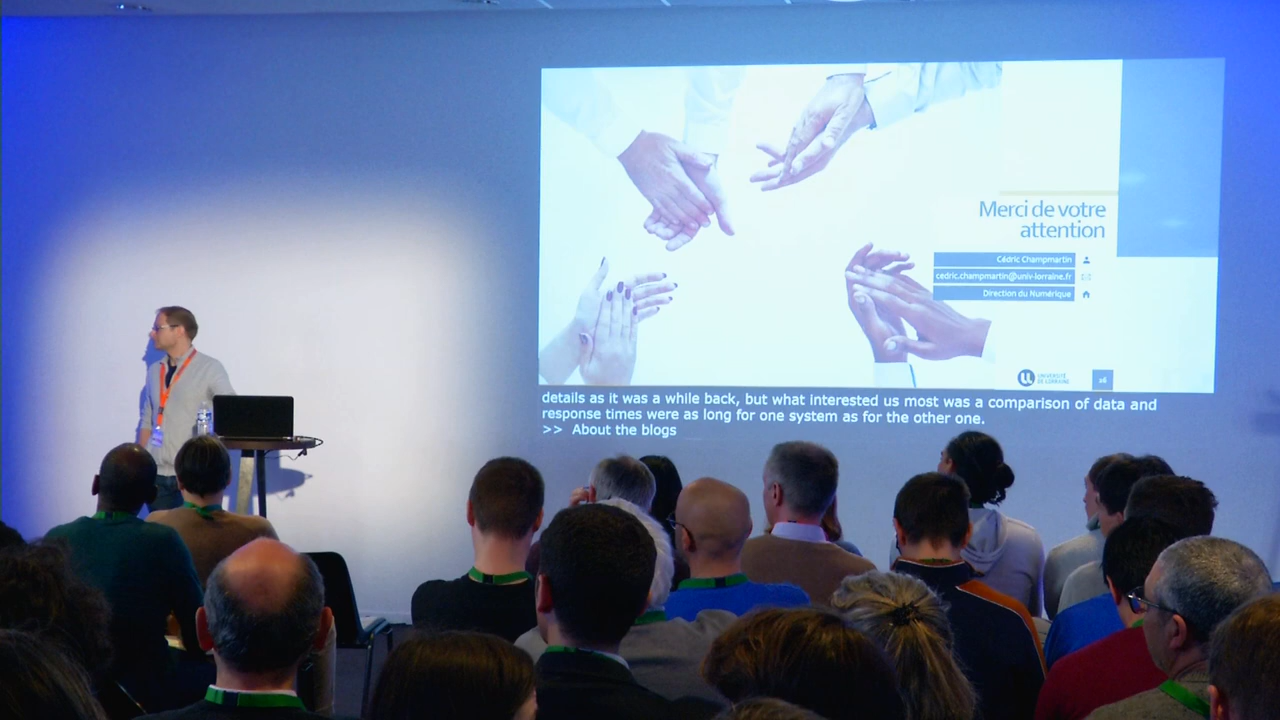 Merci de votre
attention
Cédric Champmartin
cedric.champmartin@univ-lorraine.fr
Direction du Numérique
UNIVERSITÉ
DE LORRAINE
details as it was a while back, but what interested us most was a comparison of data and
response times were as long for one system as for the other one.
>> About the blogs